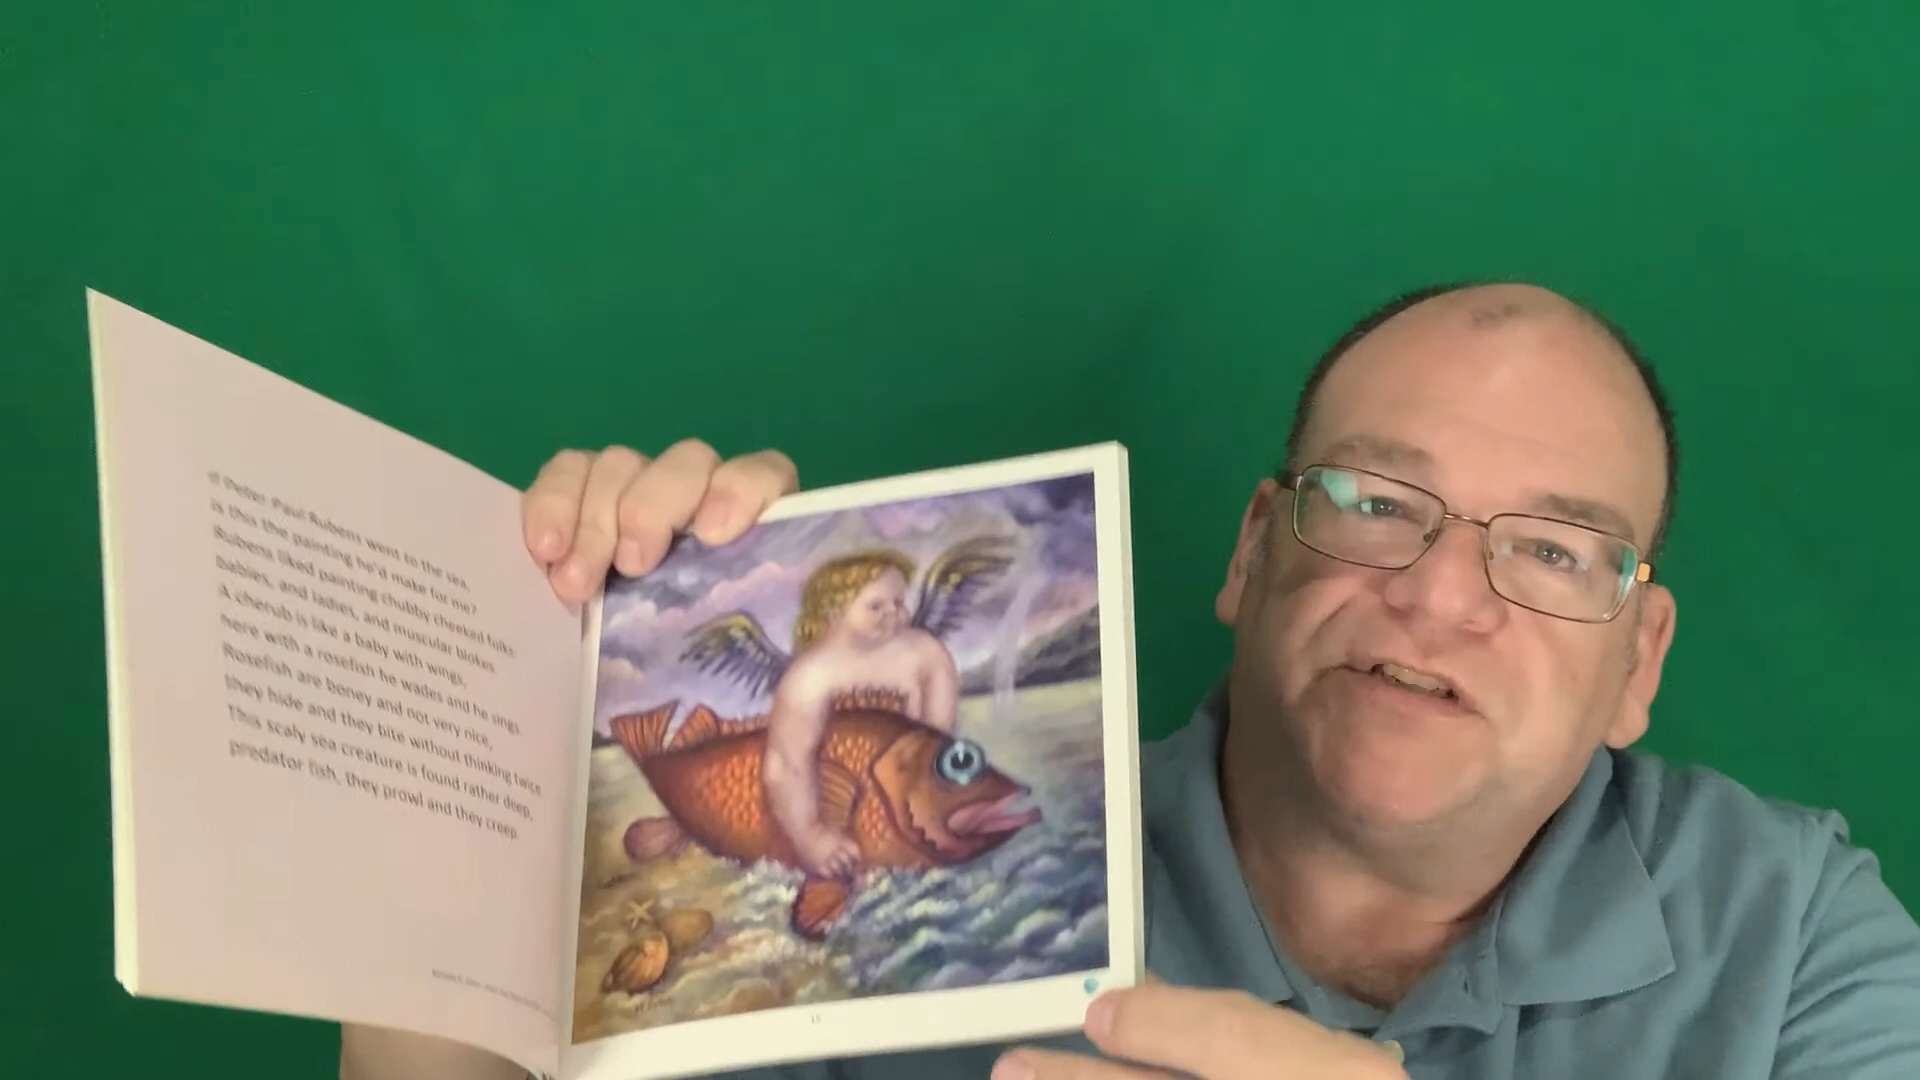 If Peter Paul Rubens went to the sea,
is this the painting he'd make for me?
Rubens liked painting chubby cheeked folks:
babies, and ladies, and muscular blokes.
A cherub is like a baby with wings,
here with a rosefish he wades and he sings.
Rosefish are boney and not very nice,
they hide and they bite without thinking twice.
This scaly sea creature is found rather deep,
predator fish, they prowl and they creep.
15